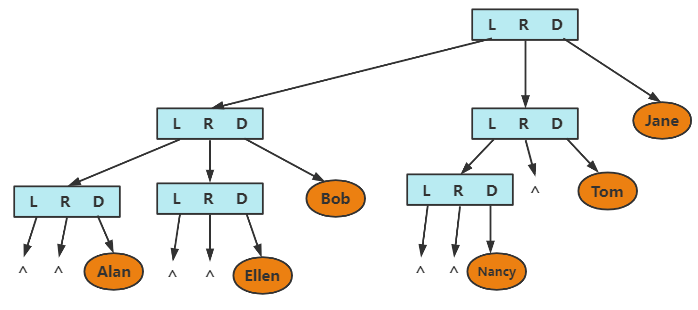 L R D
L R D
L R D
Jane
L R D
L R D
L R D
Bob
^
Tom
^ ^ Alan
^ ^ Ellen
^ ^ Nancy